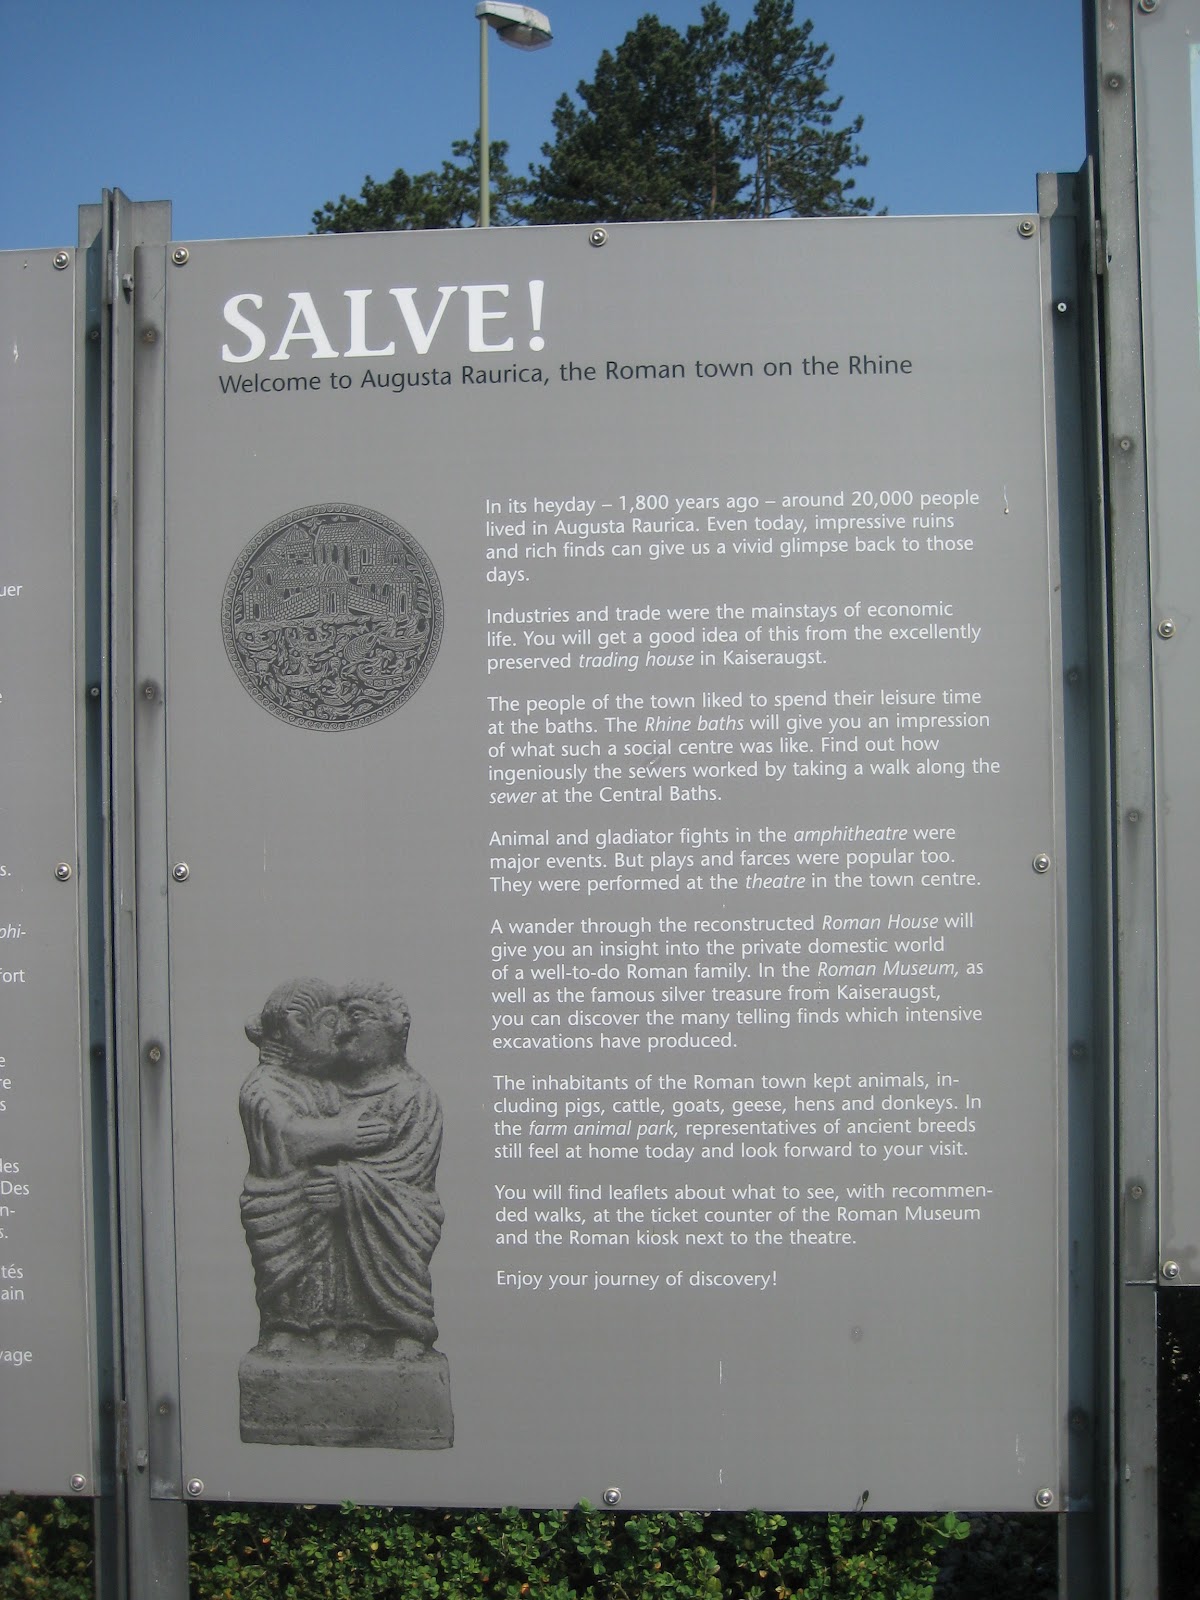 SALVE!
Welcome to Augusta Raurica, the Roman town on the Rhine
In its heyday – 1,800 years ago – around 20,000 people
lived in Augusta Raurica. Even today, impressive ruins
and rich finds can give us a vivid glimpse back to those
days.
Industries and trade were the mainstays of economic
life. You will get a good idea of this from the excellently
preserved trading house in Kaiseraugst.
The people of the town liked to spend their leisure time
at the baths. The Rhine baths will give you an impression
of what such a social centre was like. Find out how
ingeniously the sewers worked by taking a walk along the
sewer at the Central Baths.
Animal and gladiator fights in the amphitheatre were
major events. But plays and farces were popular too.
They were performed at the theatre in the town centre.
A wander through the reconstructed Roman House will
give you an insight into the private domestic world
of a well-to-do Roman family. In the Roman Museum, as
well as the famous silver treasure from Kaiseraugst,
you can discover the many telling finds which intensive
excavations have produced.
The inhabitants of the Roman town kept animals, in-
cluding pigs, cattle, goats, geese, hens and donkeys. In
the farm animal park, representatives of ancient breeds
still feel at home today and look forward to your visit.
You will find leaflets about what to see, with recommen-
ded walks, at the ticket counter of the Roman Museum
and the Roman kiosk next to the theatre.
Enjoy your journey of discovery!